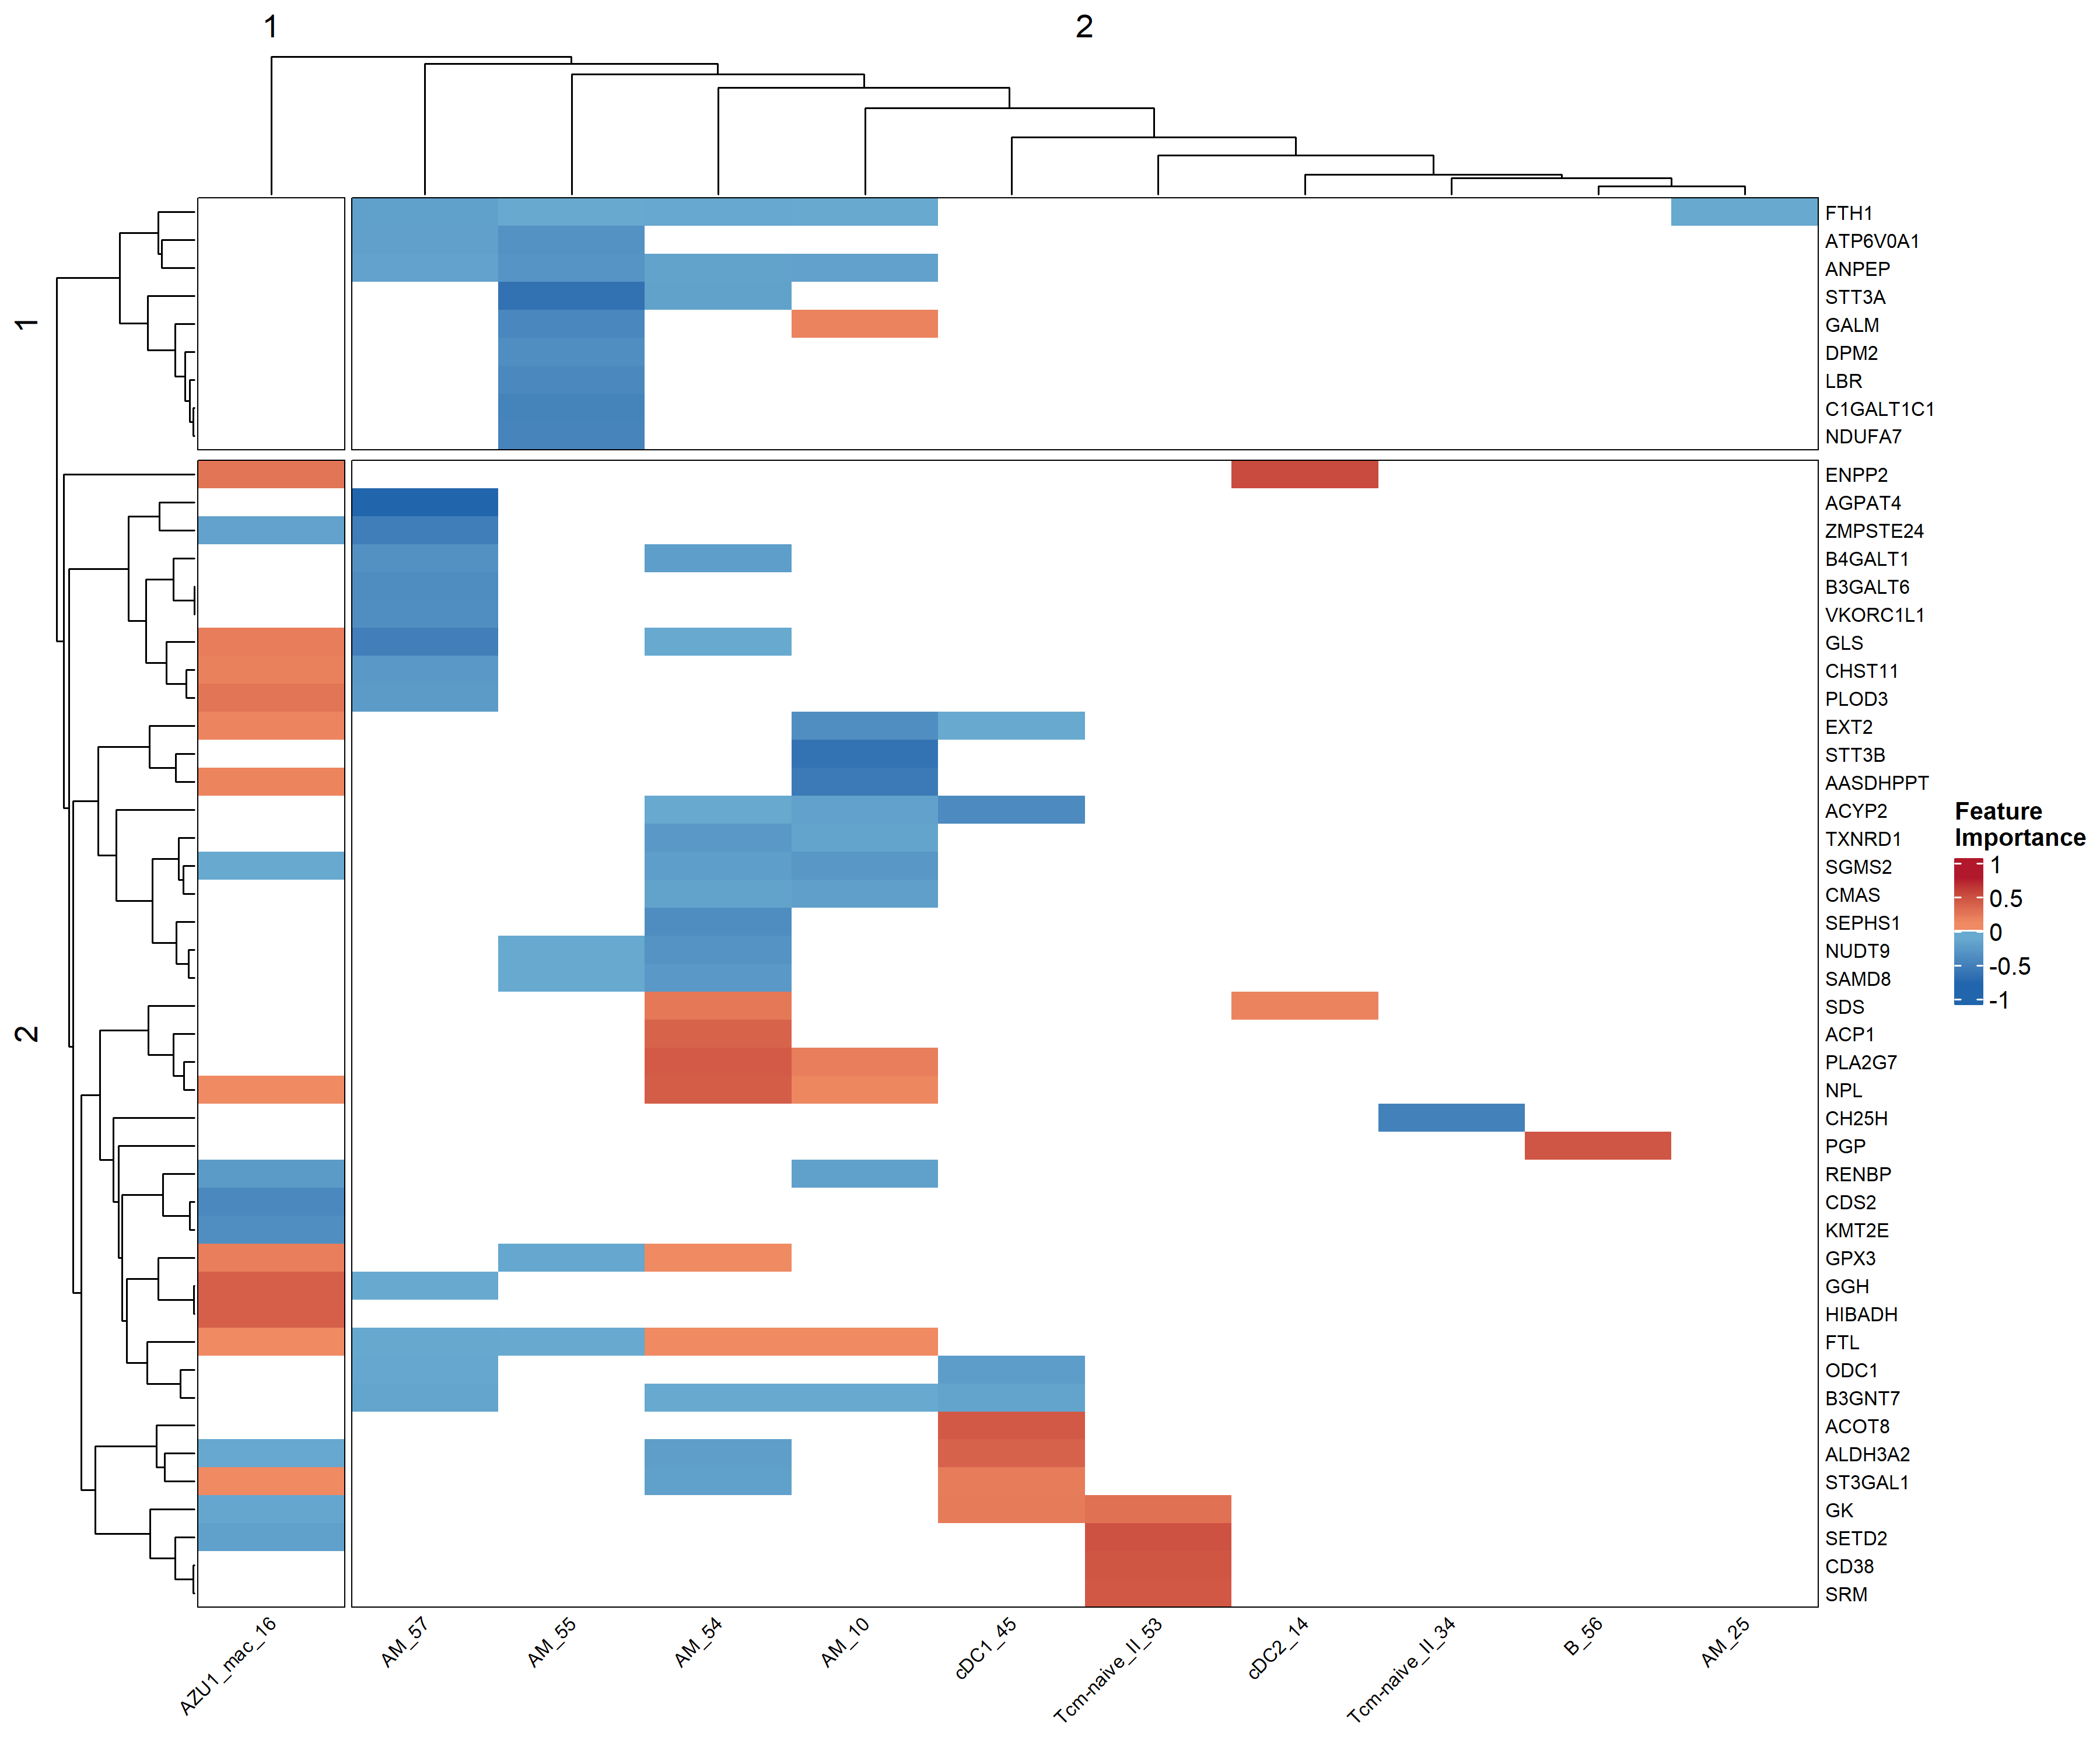 1
2
1
2
FTH1
ATP6V0A1
ANPEP
STT3A
GALM
DPM2
LBR
C1GALT1C1
NDUFA7
ENPP2
AGPAT4
ZMPSTE24
B4GALT1
B3GALT6
VKORC1L1
GLS
CHST11
PLOD3
EXT2
STT3B
AASDHPPT
ACYP2
TXNRD1
SGMS2
CMAS
SEPHS1
NUDT9
SAMD8
SDS
ACP1
PLA2G7
NPL
CH25H
PGP
RENBP
CDS2
KMT2E
GPX3
GGH
HIBADH
FTL
ODC1
B3GNT7
ACOT8
ALDH3A2
ST3GAL1
GK
SETD2
CD38
SRM
Feature
Importance
1
0.5
0
-0.5
-1
AZU1_mac_16
AM_57
AM_55
AM_54
AM_10
cDC1_45
Tcm-naive_II_53
cDC2_14
Tcm-naive_II_34
B_56
AM_25